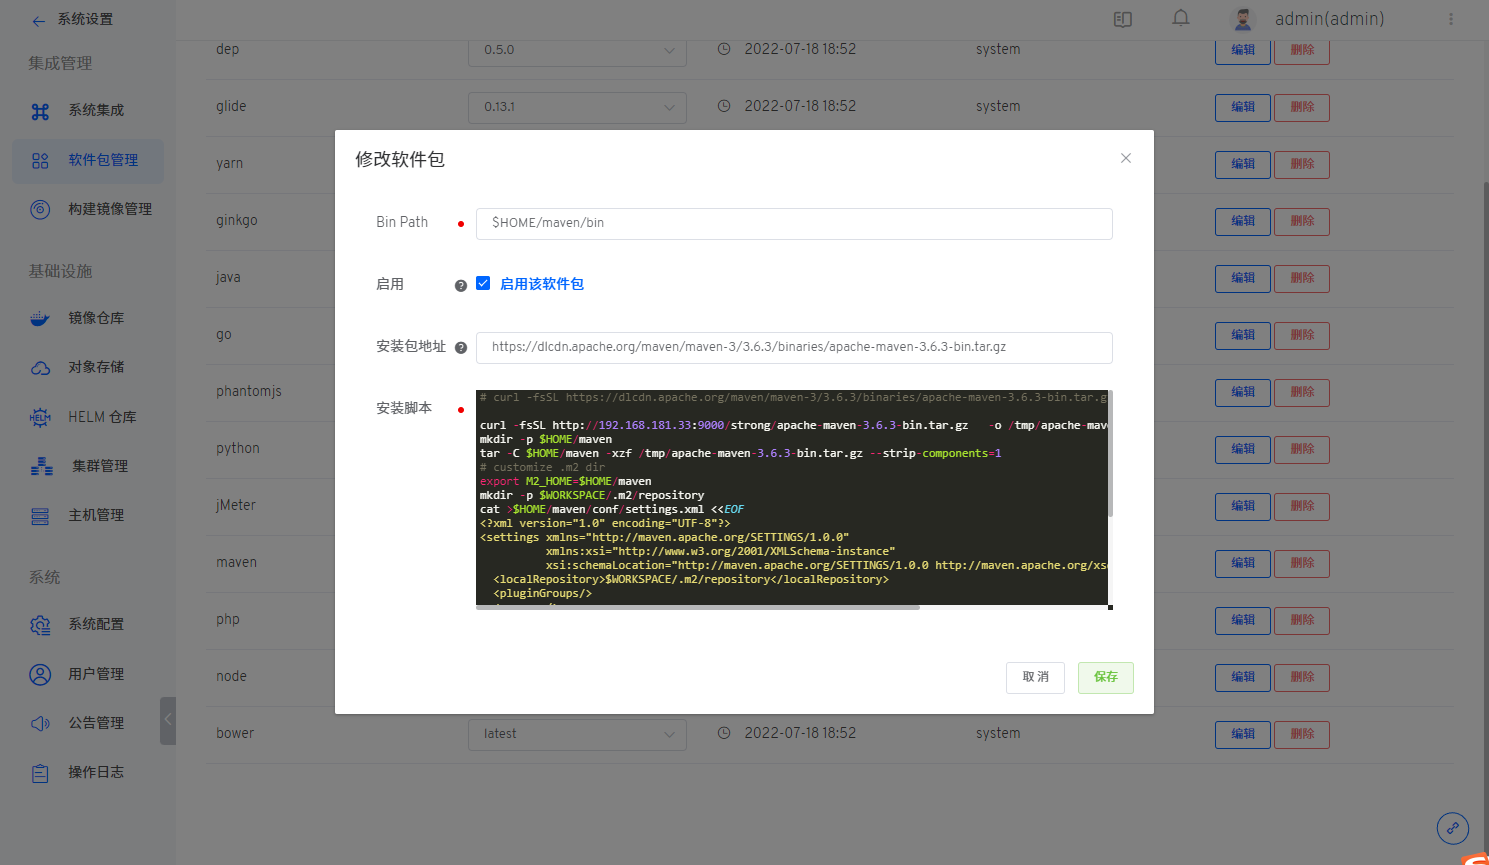 系统设置
admin(admin)
集成管理
系统集成
软件包管理
构建镜像管理
基础设施
镜像仓库
对象存储
HELM 仓库
集群管理
主机管理
系统
系统配置
用户管理
公告管理
操作日志
dep 0.5.0 2022-07-18 18:52 system 编辑 删除
glide 0.13.1 2022-07-18 18:52 system 编辑 删除
yarn 编辑 删除
ginkgo 编辑 删除
java 编辑 删除
go 编辑 删除
phantomjs 编辑 删除
python 编辑 删除
jMeter 编辑 删除
maven 编辑 删除
php 编辑 删除
node 编辑 删除
bower latest 2022-07-18 18:52 system 编辑 删除
修改软件包
Bin Path $HOME/maven/bin
启用 启用该软件包
安装包地址 https://dlcdn.apache.org/maven/maven-3/3.6.3/binaries/apache-maven-3.6.3-bin.tar.gz
安装脚本
# curl -fsSL https://dlcdn.apache.org/maven/maven-3/3.6.3/binaries/apache-maven-3.6.3-bin.tar.g
curl -fsSL http://192.168.181.33:9000/strong/apache-maven-3.6.3-bin.tar.gz -o /tmp/apache-mav
mkdir -p $HOME/maven
tar -C $HOME/maven -xzf /tmp/apache-maven-3.6.3-bin.tar.gz --strip-components=1
# customize .m2 dir
export M2_HOME=$HOME/maven
mkdir -p $WORKSPACE/.m2/repository
cat >$HOME/maven/conf/settings.xml <<EOF
<?xml version="1.0" encoding="UTF-8"?>
<settings xmlns="http://maven.apache.org/SETTINGS/1.0.0"
xmlns:xsi="http://www.w3.org/2001/XMLSchema-instance"
xsi:schemaLocation="http://maven.apache.org/SETTINGS/1.0.0 http://maven.apache.org/xs
<localRepository>$WORKSPACE/.m2/repository</localRepository>
<pluginGroups/>
取消
保存